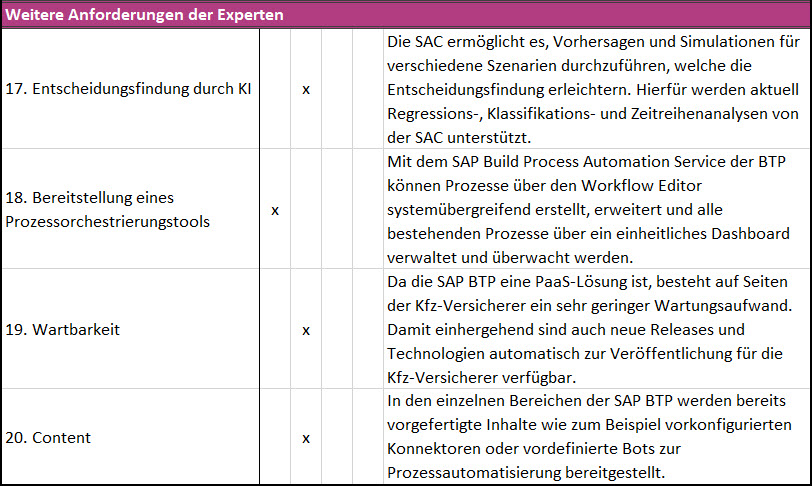 Weitere Anforderungen der Experten
17. Entscheidungsfindung durch KI
x
Die SAC ermöglicht es, Vorhersagen und Simulationen für
verschiedene Szenarien durchzuführen, welche die
Entscheidungsfindung erleichtern. Hierfür werden aktuell
Regressions-, Klassifikations- und Zeitreihenanalysen von
der SAC unterstützt.
18. Bereitstellung eines
Prozessorchestrierungstools
x
Mit dem SAP Build Process Automation Service der BTP
können Prozesse über den Workflow Editor
systemübergreifend erstellt, erweitert und alle
bestehenden Prozesse über ein einheitliches Dashboard
verwaltet und überwacht werden.
19. Wartbarkeit
x
Da die SAP BTP eine PaaS-Lösung ist, besteht auf Seiten
der Kfz-Versicherer ein sehr geringer Wartungsaufwand.
Damit einhergehend sind auch neue Releases und
Technologien automatisch zur Veröffentlichung für die
Kfz-Versicherer verfügbar.
20. Content
x
In den einzelnen Bereichen der SAP BTP werden bereits
vorgefertigte Inhalte wie zum Beispiel vorkonfigurierten
Konnektoren oder vordefinierte Bots zur
Prozessautomatisierung bereitgestellt.